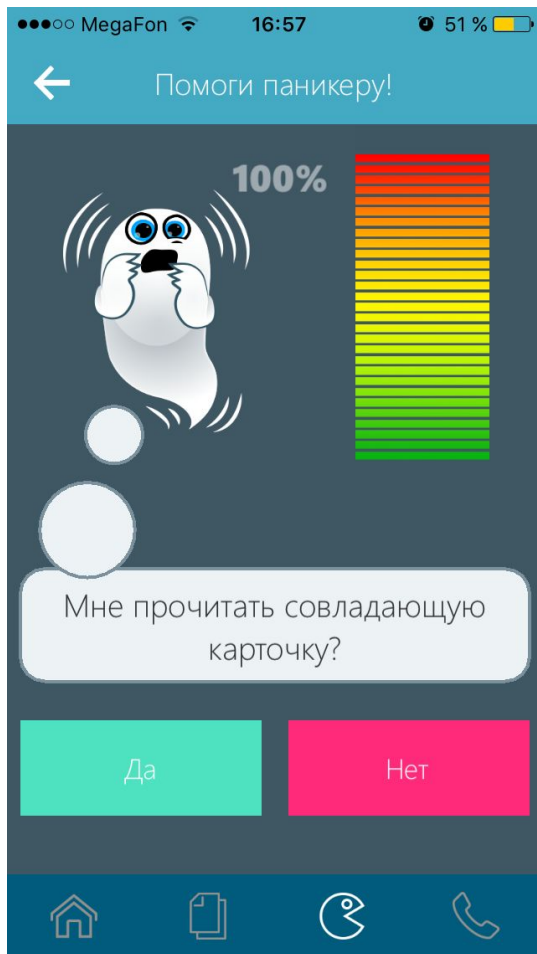 MegaFon 16:57 51 %
Помоги паникеру!
100%
Мне прочитать совладающую
карточку?
Да Нет